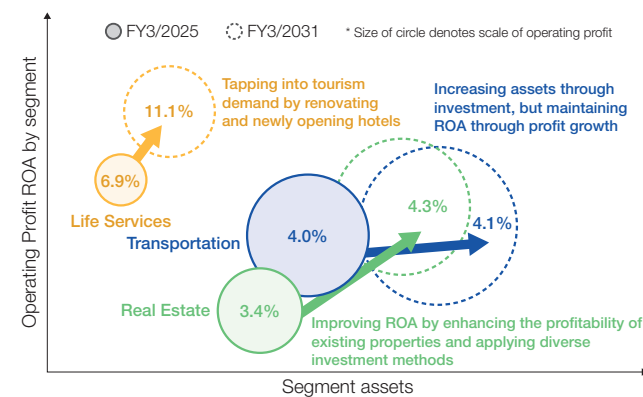 FY3/2025
FY3/2031
* Size of circle denotes scale of operating profit
Operating Profit ROA by segment
Tapping into tourism
demand by renovating
and newly opening hotels
Increasing assets through
investment, but maintaining
ROA through profit growth
11.1%
6.9%
Life Services
Transportation
4.0%
4.3%
4.1%
Real Estate
3.4%
Improving ROA by enhancing the profitability of
existing properties and applying diverse
investment methods
Segment assets